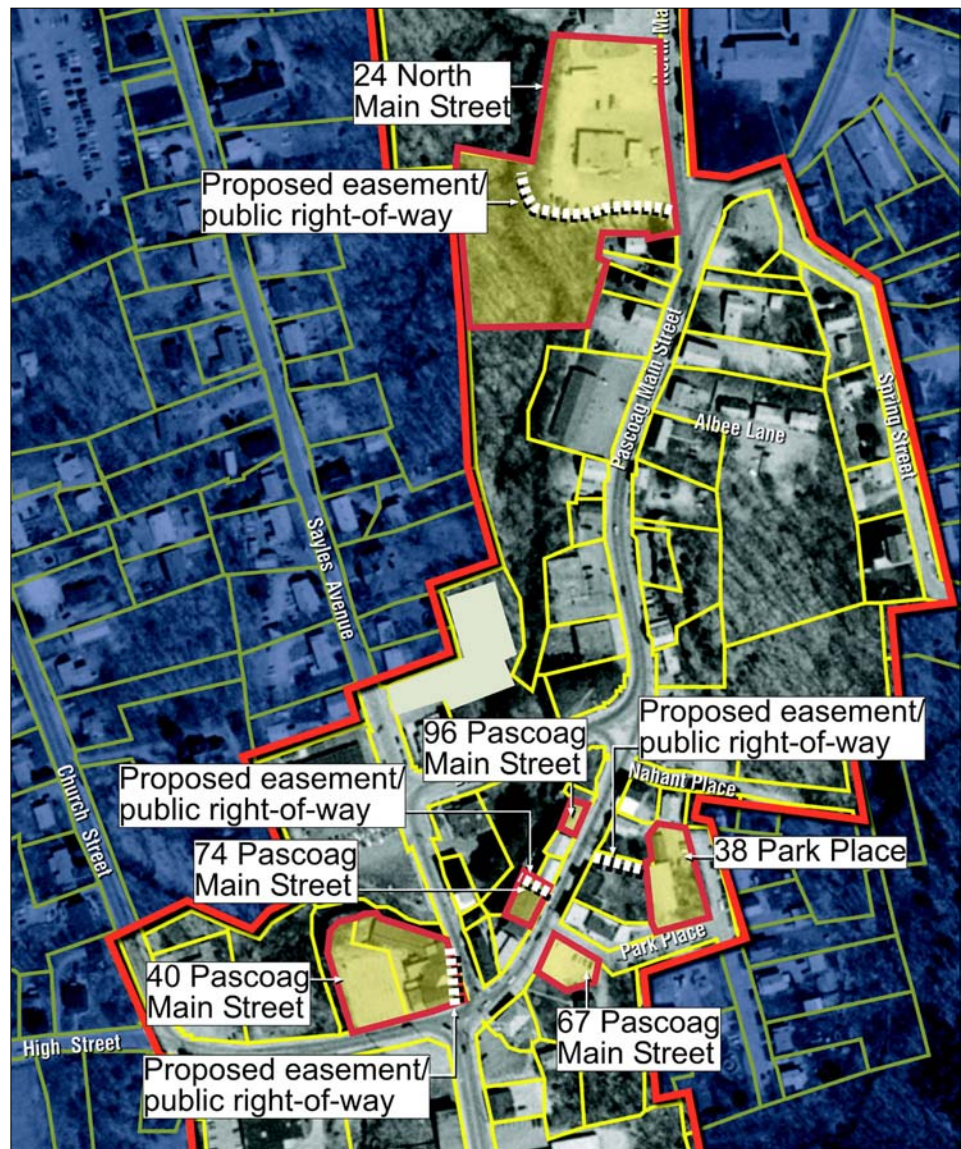 North Ma
24 North
Main Street
Proposed easement/
public right-of-way
Pascoag Main Street
Albee Lane
Spring Street
Sayles Avenue
Church Street
96 Pascoag
Main Street
Proposed easement/
public right-of-way
Nahant Place
Proposed easement/
public right-of-way
74 Pascoag
Main Street
38 Park Place
Park Place
40 Pascoag
Main Street
67 Pascoag
Main Street
High Street
Proposed easement/
public right-of-way